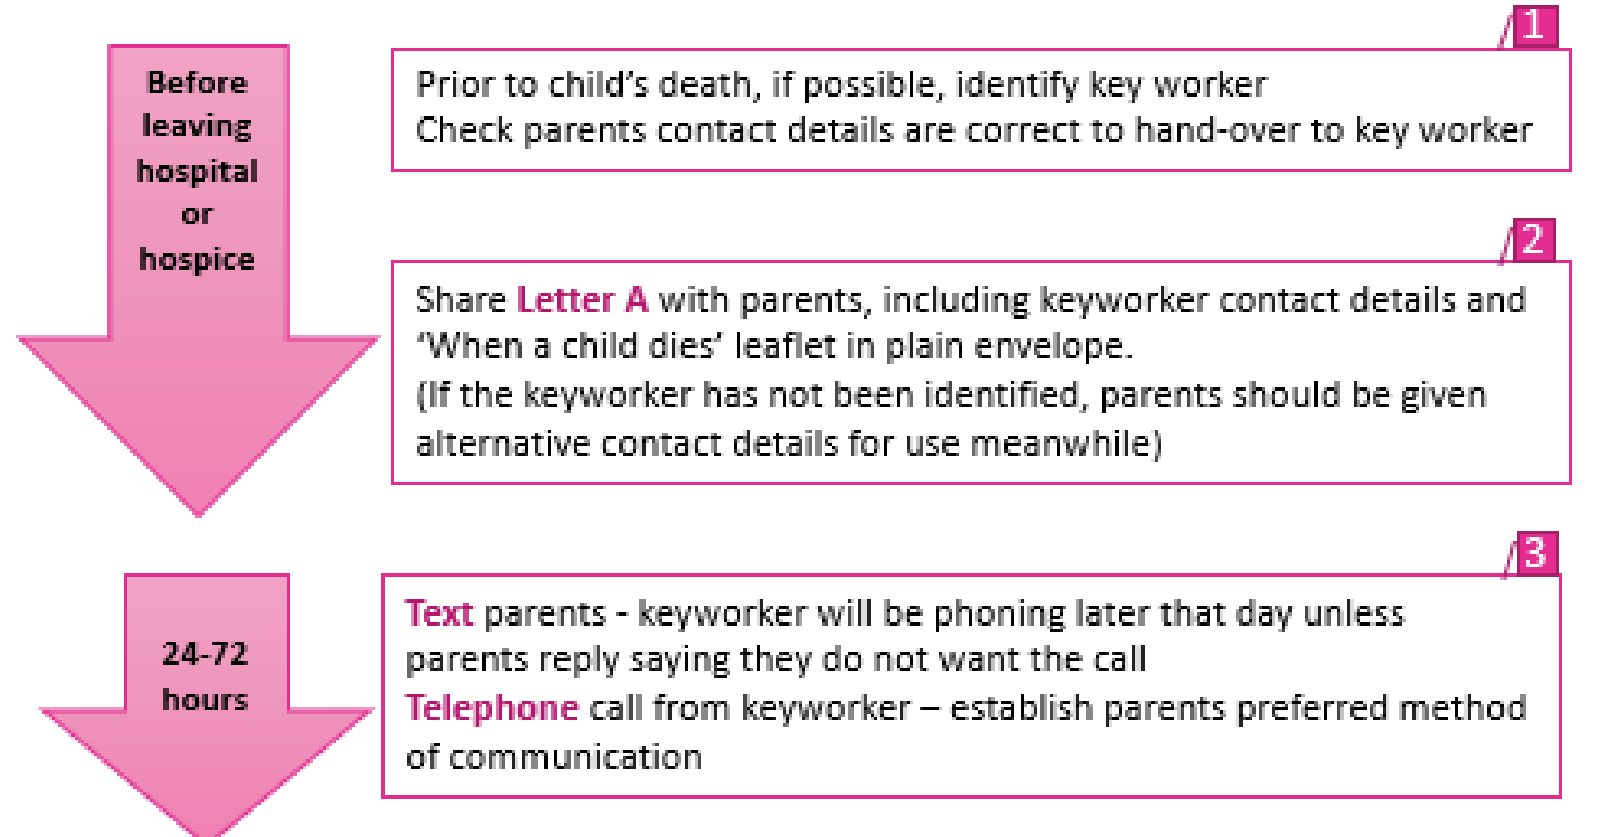 1
Before
leaving
hospital
or
hospice
Prior to child's death, if possible, identify key worker
Check parents contact details are correct to hand-over to key worker
2
Share Letter A with parents, including keyworker contact details and
'When a child dies' leaflet in plain envelope.
(If the keyworker has not been identified, parents should be given
alternative contact details for use meanwhile)
3
24-72
hours
Text parents - keyworker will be phoning later that day unless
parents reply saying they do not want the call
Telephone call from keyworker – establish parents preferred method
of communication